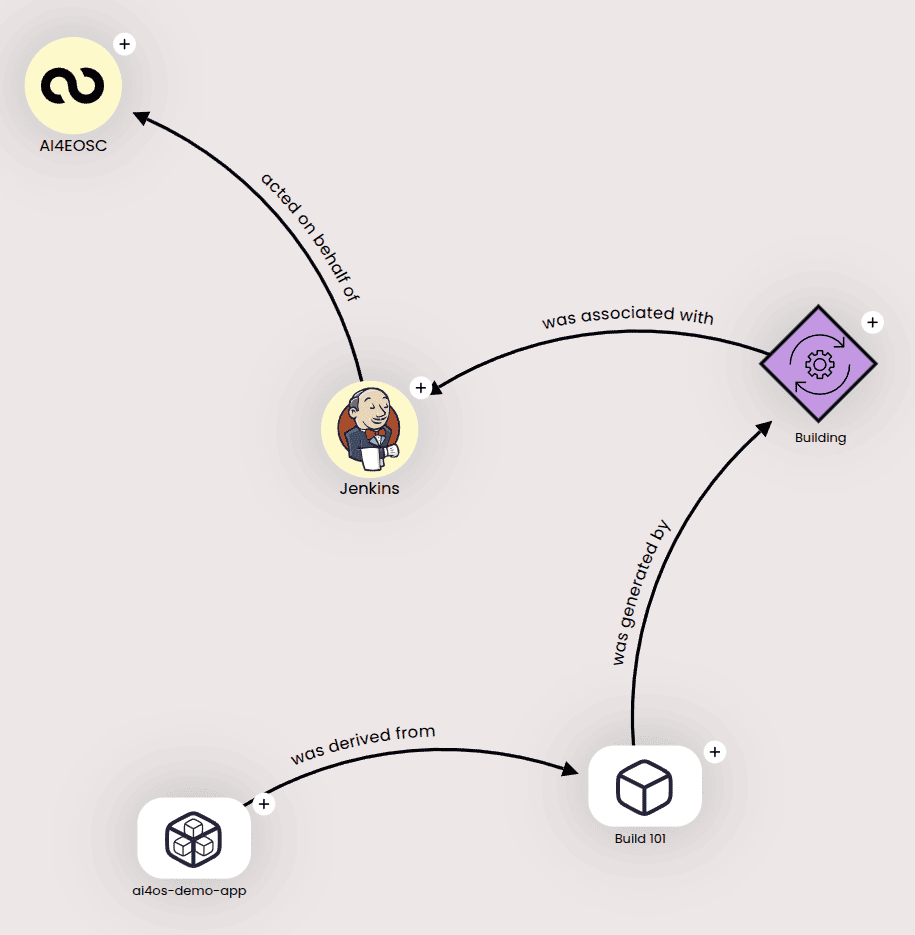 AI4EOSC
acted on behalf of
was associated with
Building
Jenkins
was generated by
was derived from
Build 101
ai4os-demo-app